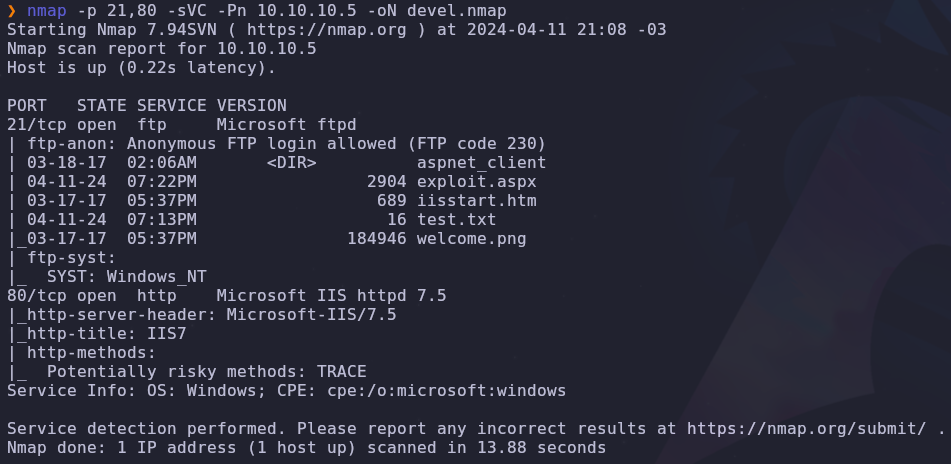 ❯ nmap -p 21,80 -sVC -Pn 10.10.10.5 -oN devel.nmap
Starting Nmap 7.94SVN ( https://nmap.org ) at 2024-04-11 21:08 -03
Nmap scan report for 10.10.10.5
Host is up (0.22s latency).

PORT   STATE SERVICE VERSION
21/tcp open  ftp     Microsoft ftpd
| ftp-anon: Anonymous FTP login allowed (FTP code 230)
| 03-18-17  02:06AM       <DIR>          aspnet_client
| 04-11-24  07:22PM                 2904 exploit.aspx
| 03-17-17  05:37PM                  689 iisstart.htm
| 04-11-24  07:13PM                   16 test.txt
|_03-17-17  05:37PM               184946 welcome.png
| ftp-syst:
|_  SYST: Windows_NT
80/tcp open  http    Microsoft IIS httpd 7.5
|_http-server-header: Microsoft-IIS/7.5
|_http-title: IIS7
| http-methods:
|_  Potentially risky methods: TRACE
Service Info: OS: Windows; CPE: cpe:/o:microsoft:windows

Service detection performed. Please report any incorrect results at https://nmap.org/submit/ .
Nmap done: 1 IP address (1 host up) scanned in 13.88 seconds